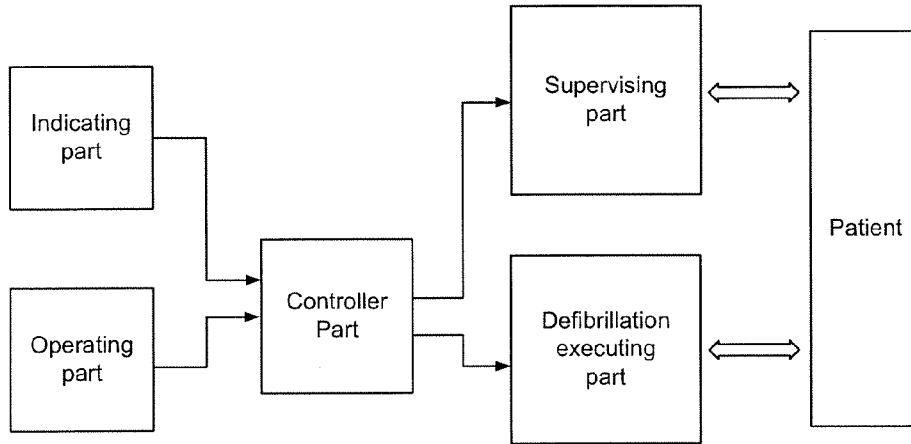 Indicating
part
Operating
part
Controller
Part
Supervising
part
Defibrillation
executing
part
Patient